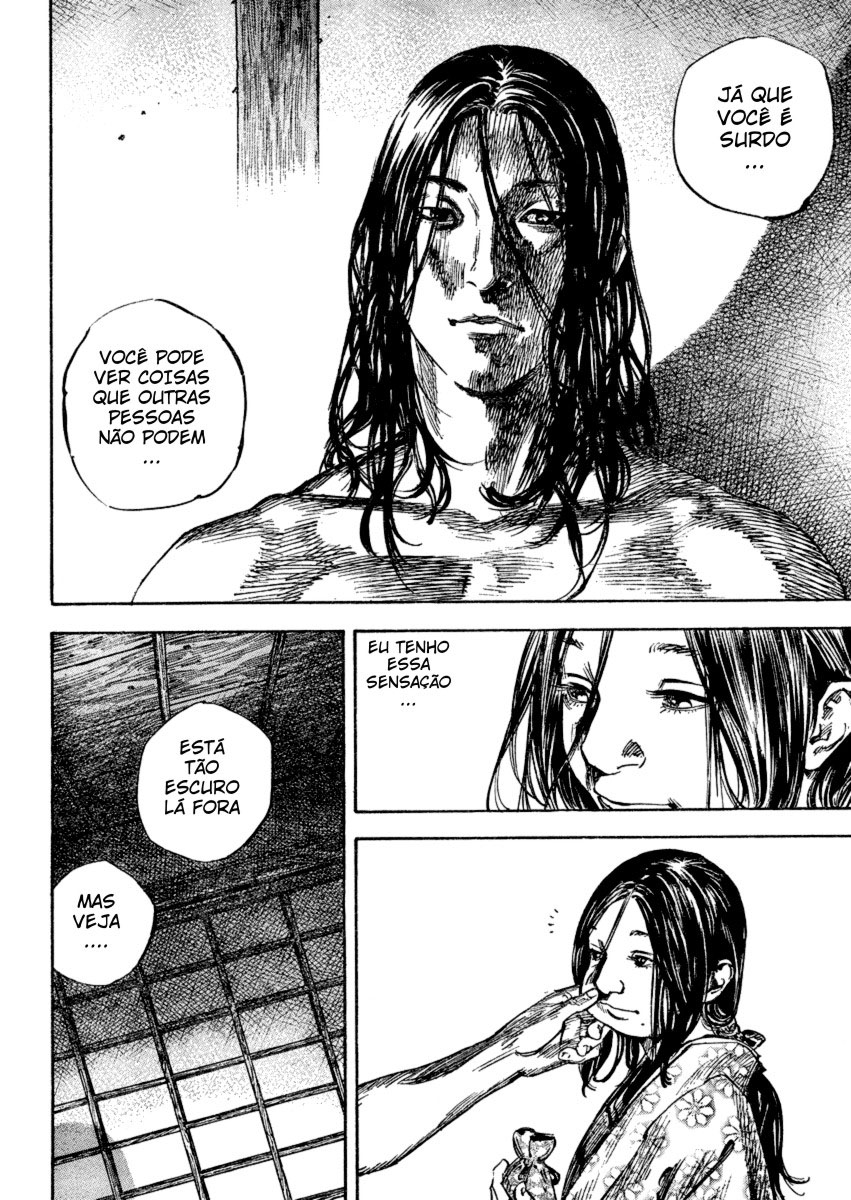 JÁ QUE
VOCÊ É
SURDO
...
VOCÊ PODE
VER COISAS
QUE OUTRAS
PESSOAS
NÃO PODEM
...
EU TENHO
ESSA
SENSAÇÃO
...
ESTÁ
TÃO
ESCURO
LÁ FORA
MAS
VEJA
....